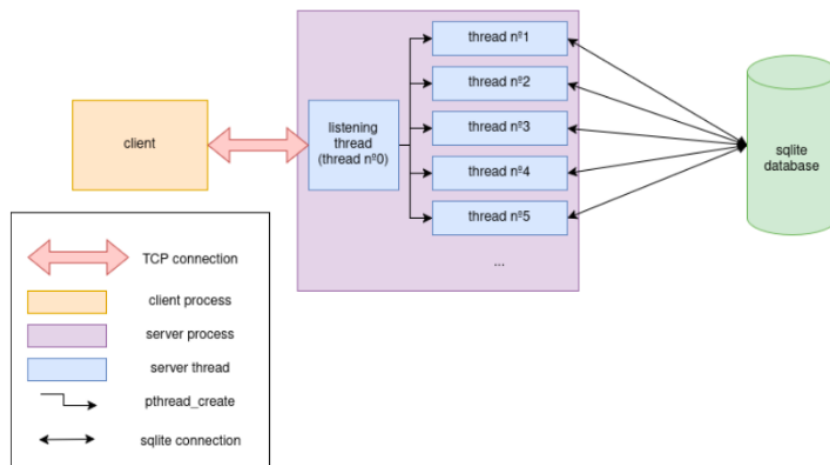 client
listening
thread
(thread nº0)
thread nº1
thread nº2
thread nº3
thread nº4
thread nº5
...
sqlite
database
TCP connection
client process
server process
server thread
pthread_create
sqlite connection